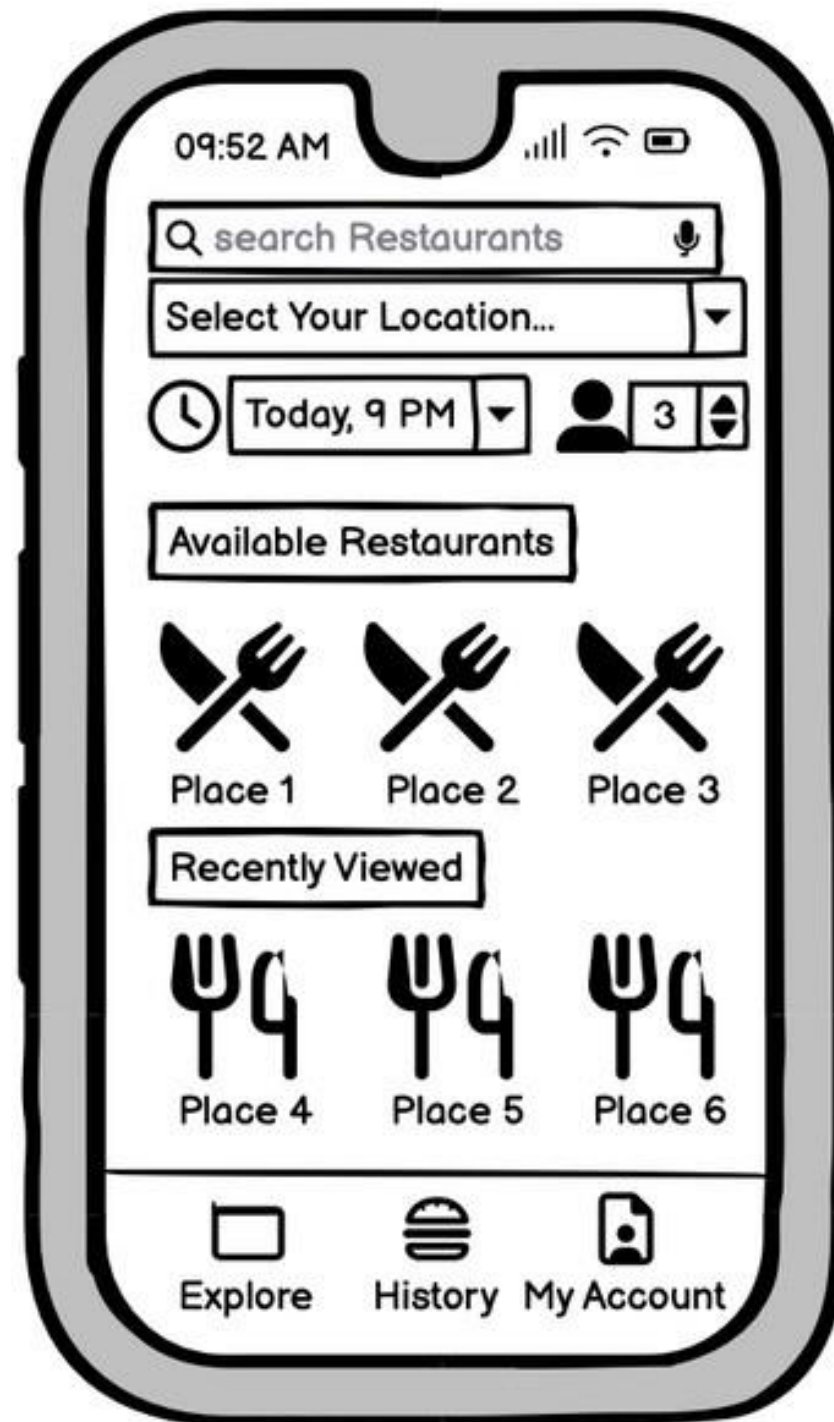 09:52 AM
search Restaurants
Select Your Location...
Today, 9 PM 3
Available Restaurants
Place 1 Place 2 Place 3
Recently Viewed
Place 4 Place 5 Place 6
Explore History My Account